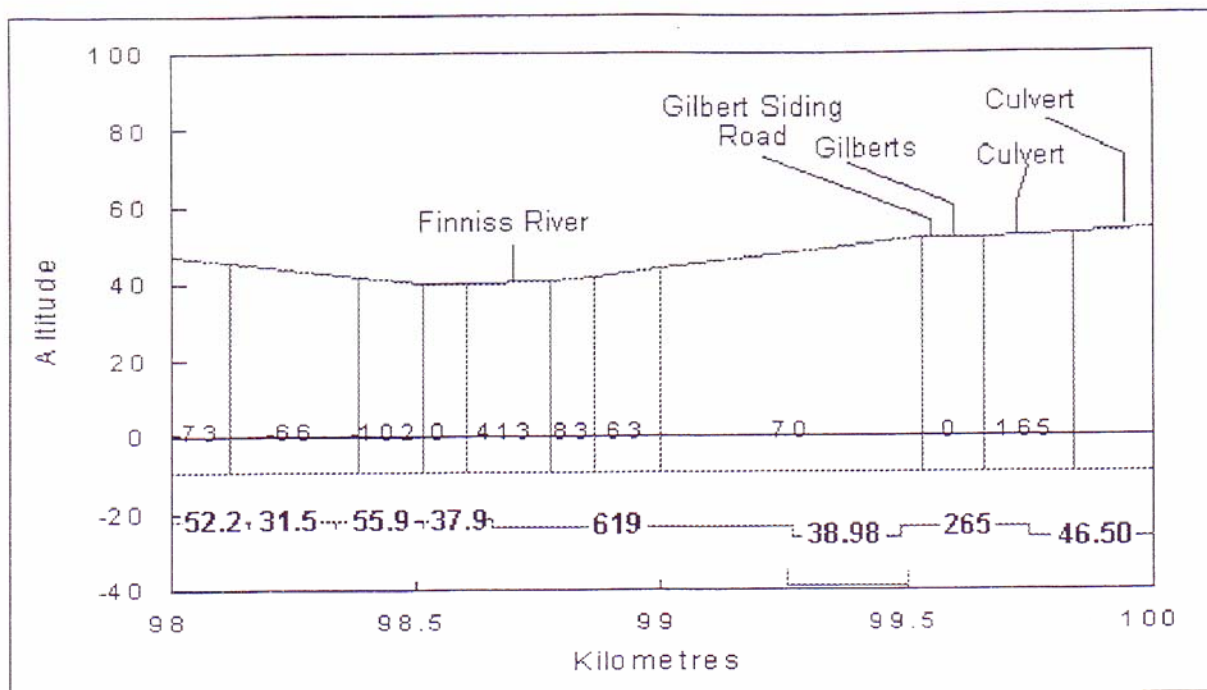 100
80
60
40
20
0
-20
-40
Altitude
Culvert
Gilbert Siding
Road
Gilberts
Culvert
Finniss River
-73 -66 -102 0 413 83 63 70 0 165
52.2 31.5 55.9 37.9 619 38.98 265 46.50
98 98.5 99 99.5 100
Kilometres